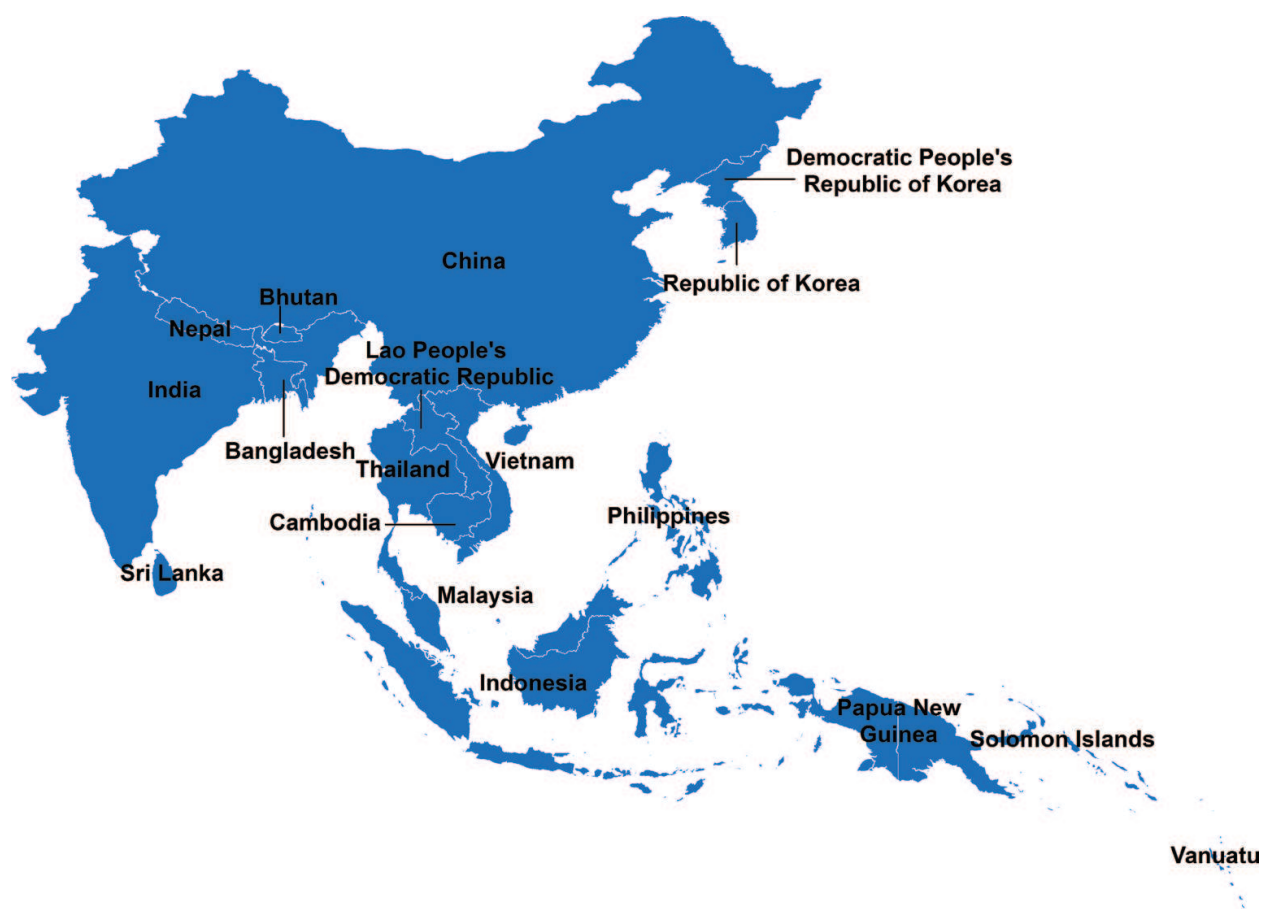 Democratic People's
Republic of Korea
China
Republic of Korea
Bhutan
Nepal
Lao People's
Democratic Republic
India
Bangladesh
Vietnam
Thailand
Philippines
Cambodia
Sri Lanka
Malaysia
Indonesia
Papua New
Guinea
Solomon Islands
Vanuatu